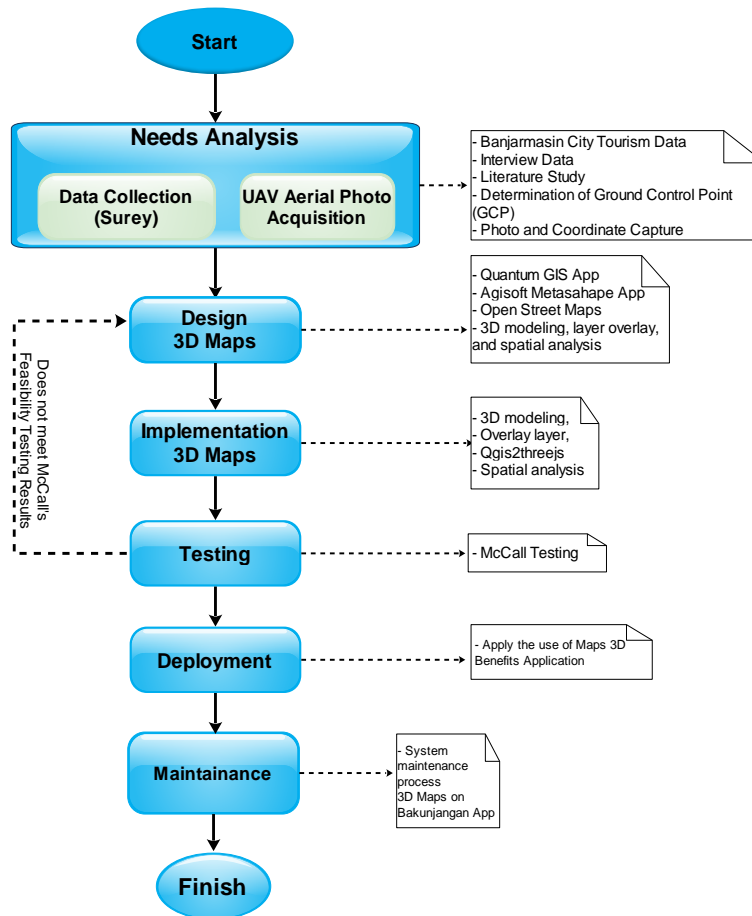 Start
Needs Analysis
Data Collection
(Surey)
UAV Aerial Photo
Acquisition
- Banjarmasin City Tourism Data
- Interview Data
- Literature Study
- Determination of Ground Control Point
(GCP)
- Photo and Coordinate Capture
Design
3D Maps
- Quantum GIS App
- Agisoft Metasahape App
- Open Street Maps
- 3D modeling, layer overlay,
and spatial analysis
Does not meet McCall's
Feasibility Testing Results
Implementation
3D Maps
- 3D modeling,
- Overlay layer,
- Qgis2threejs
- Spatial analysis
Testing
- McCall Testing
Deployment
- Apply the use of Maps 3D
Benefits Application
Maintainance
- System
maintenance
process
3D Maps on
Bakunjangan App
Finish